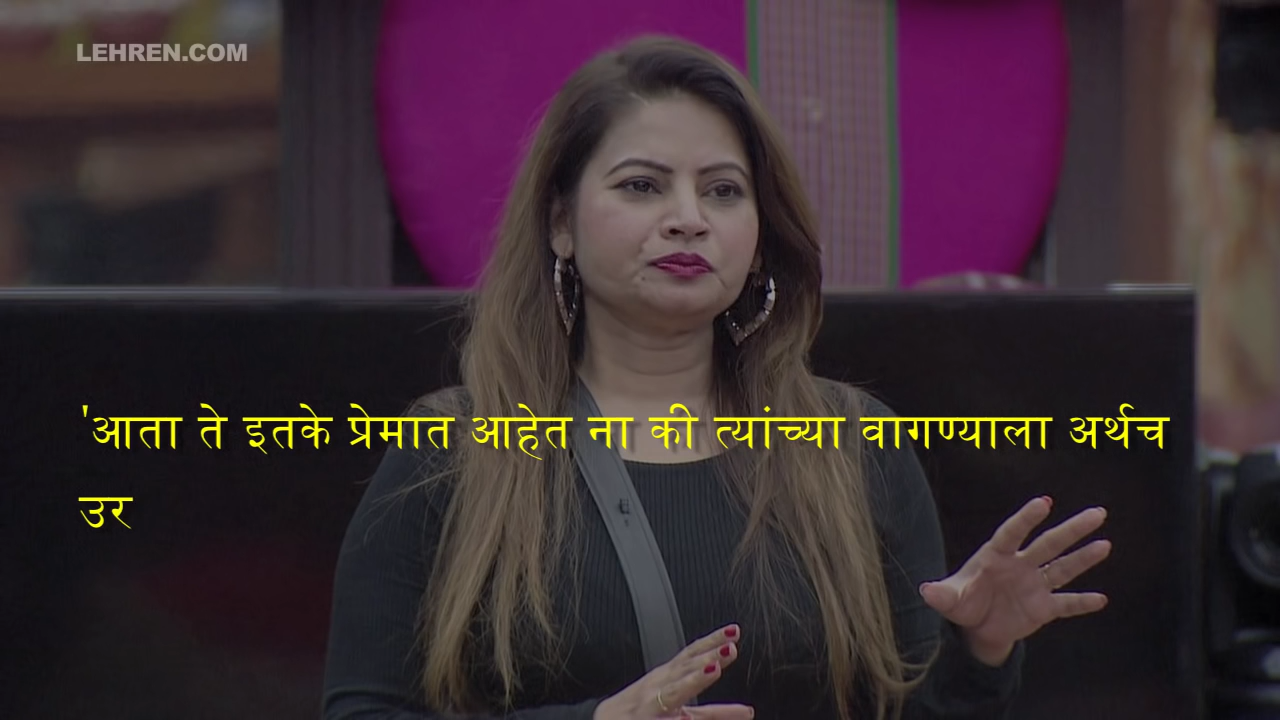 LEHREN.COM
'आता ते इतके प्रेमात आहेत ना की त्यांच्या वागण्याला अर्थच
उर